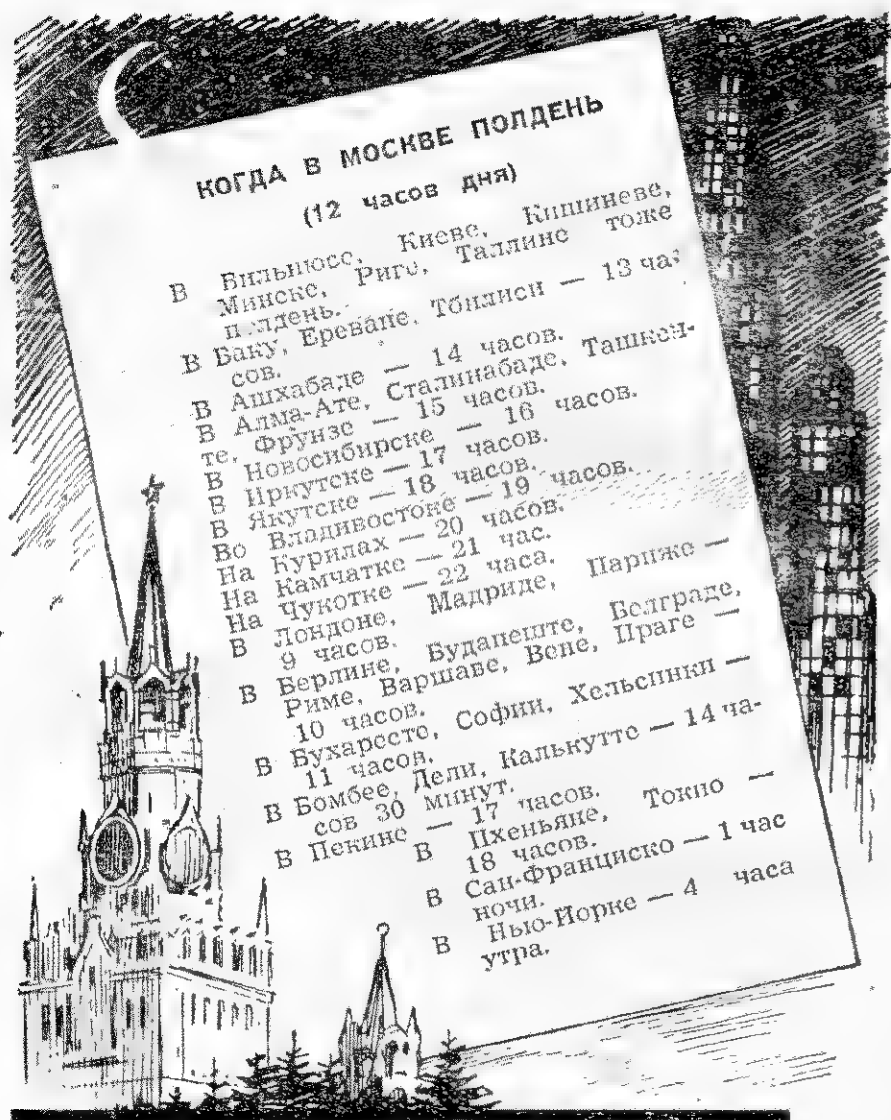 КОГДА В МОСКВЕ ПОЛДЕНЬ
(12 часов дня)
В Вильнюсе, Киеве, Кишиневе,
Минске, Риге, Таллине тоже
полдень.
В Баку, Ереване, Тбилиси — 13 ча-
сов.
В Ашхабаде — 14 часов.
В Алма-Ате, Сталинабаде, Ташкен-
те, Фрунзе — 15 часов.
В Новосибирске — 16 часов.
В Иркутске — 17 часов.
В Якутске — 18 часов.
Во Владивостоке — 19 часов.
На Курилах — 20 часов.
На Камчатке — 21 час.
На Чукотке — 22 часа.
В Лондоне, Мадриде, Париже —
9 часов.
В Берлине, Будапеште, Белграде,
Риме, Варшаве, Вене, Праге —
10 часов.
В Бухаресте, Софии, Хельсинки —
11 часов.
В Бомбее, Дели, Калькутте — 14 ча-
сов 30 минут.
В Пекине — 17 часов.
В Пхеньяне, Токио —
18 часов.
В Сан-Франциско — 1 час
ночи.
В Нью-Йорке — 4 часа
утра.